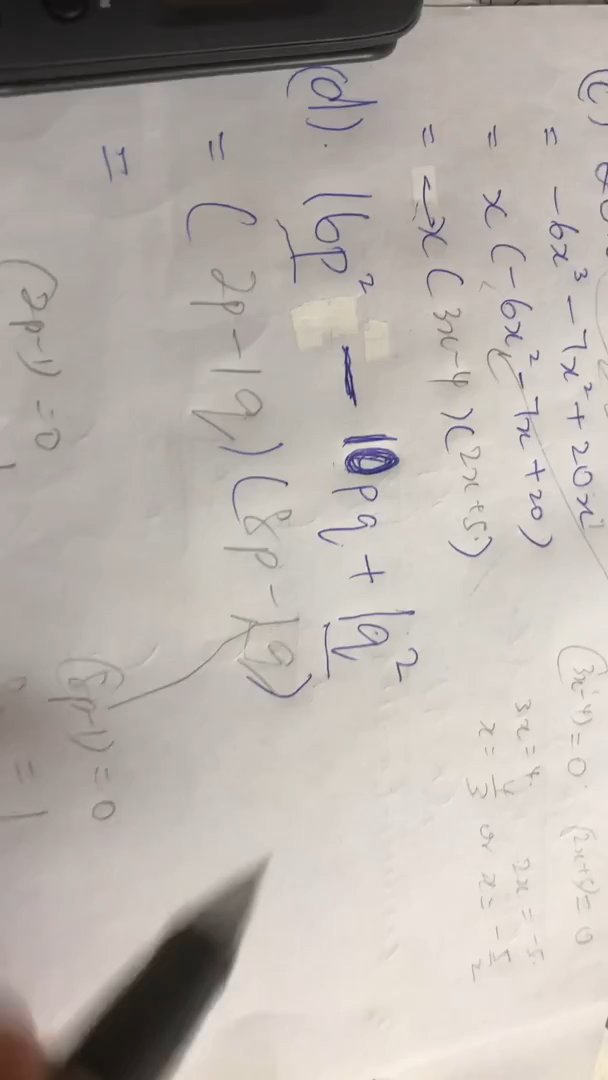 (c)
= -6x³ - 7x² + 20x
= x(-6x² - 7x + 20)
= -x(3x-4)(2x+5)
(3x-4) = 0 (2x+5) = 0
3x = 4 2x = -5
x = 4/3 or x = -5/2
(d). 16p² - 10pq + 1q²
= (2p - 1q)(8p - 1q)
=
(8p-1) = 0
(2p-1) = 0
= 1